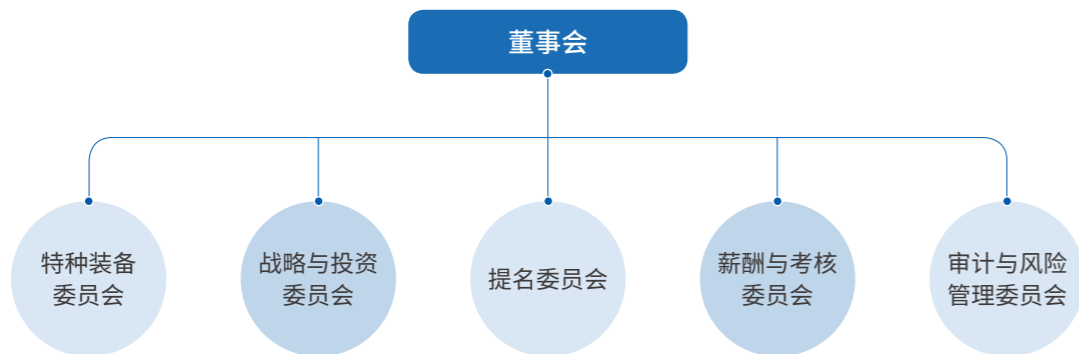 董事会
特种装备
委员会
战略与投资
委员会
提名委员会
薪酬与考核
委员会
审计与风险
管理委员会